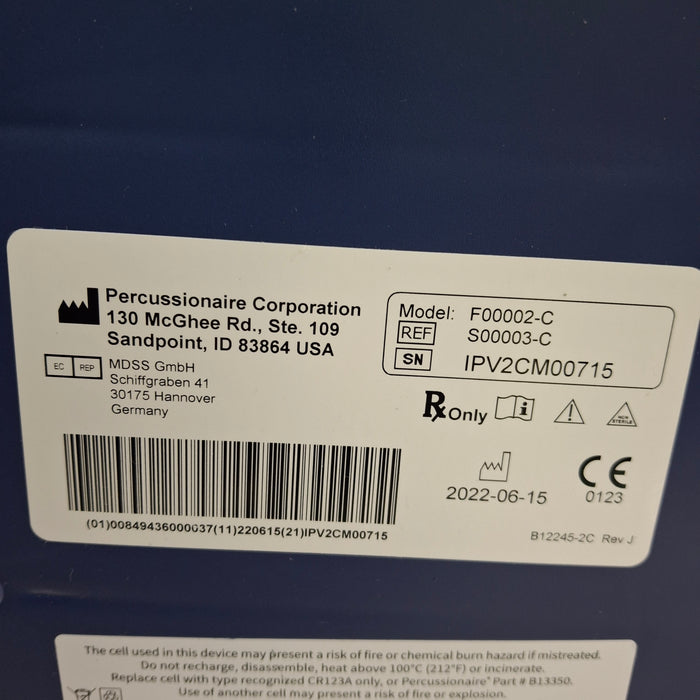 Percussionaire Corporation
130 McGhee Rd., Ste. 109
Sandpoint, ID 83864 USA
EC REP
MDSS GmbH
Schiffgraben 41
30175 Hannover
Germany
(01)00849436000037(11)220615(21)IPV2CM00715
Model: F00002-C
REF S00003-C
SN IPV2CM00715
Rx Only
NON STERILE
2022-06-15
CE
0123
B12245-2C Rev J
The cell used in this device may present a risk of fire or chemical burn hazard if mistreated.
Do not recharge, disassemble, heat above 100°C (212°F) or incinerate.
Replace cell with type recognized CR123A only, or Percussionaire® Part # B13350.
Use of another cell may present a risk of fire or explosion.